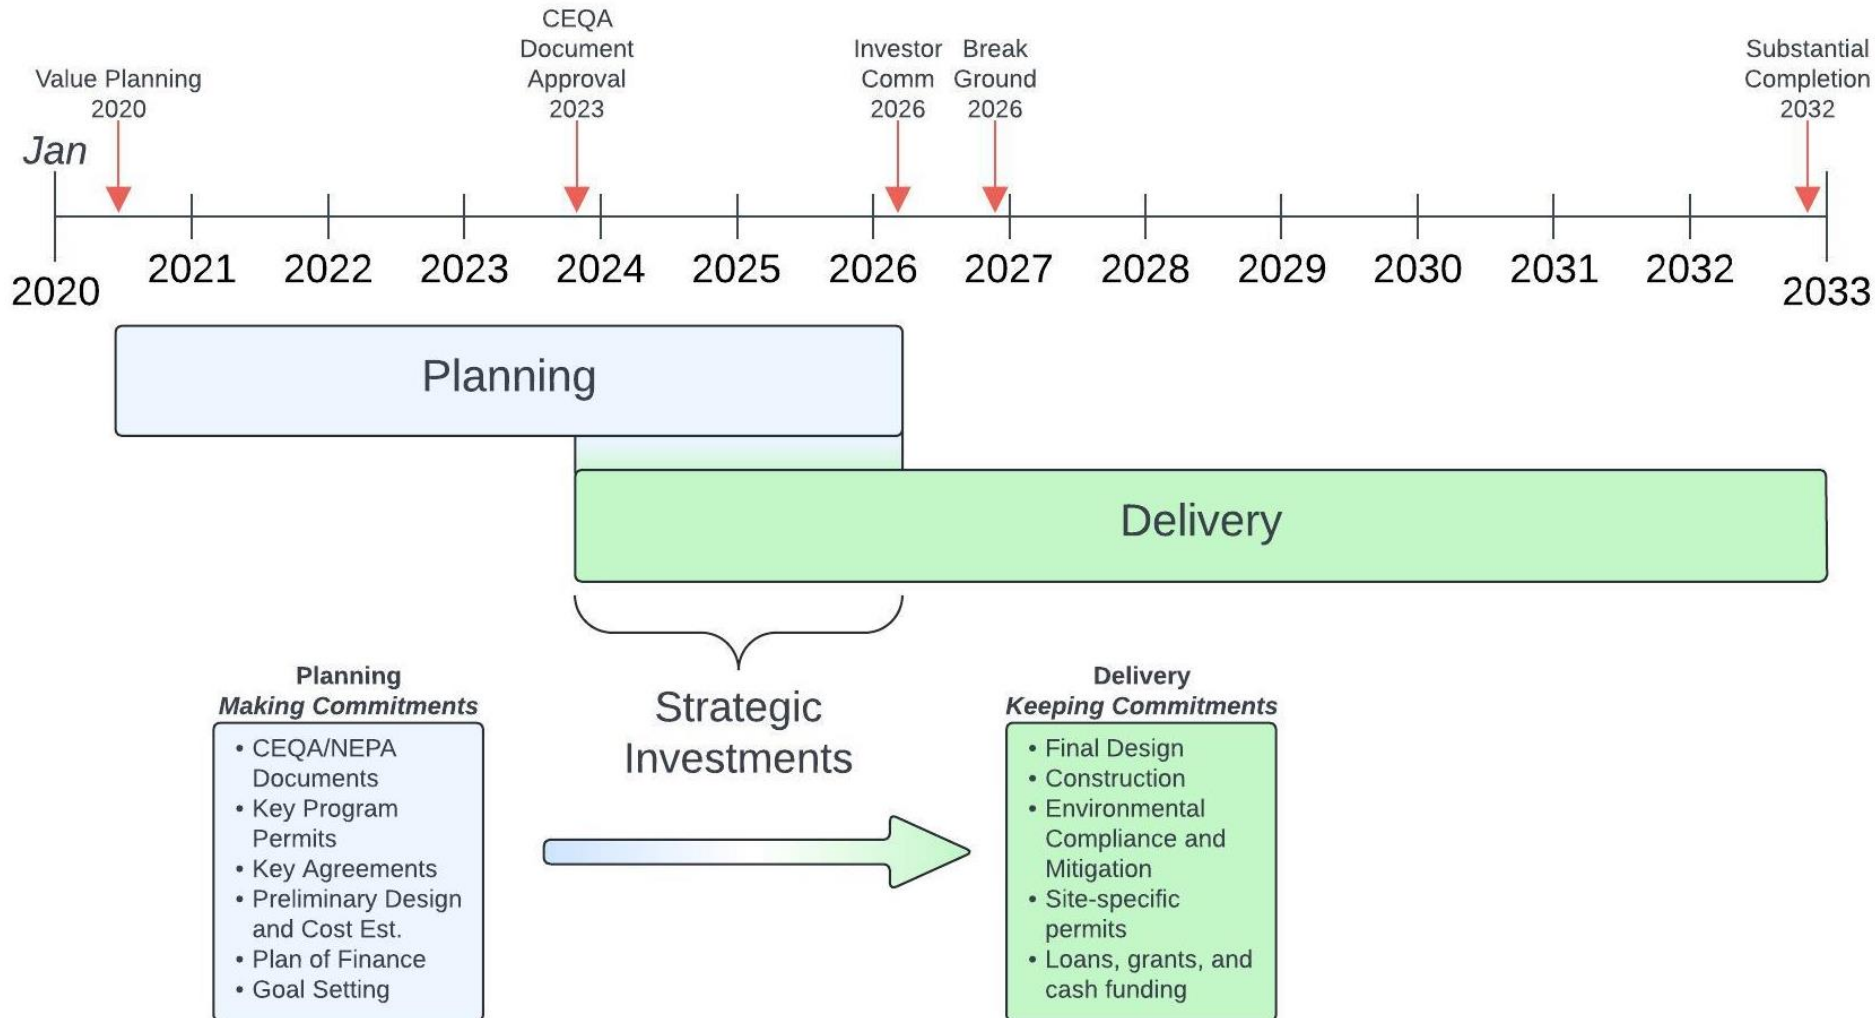 Value Planning
2020
CEQA
Document
Approval
2023
Investor
Comm
2026
Break
Ground
2026
Substantial
Completion
2032
Jan
2020
2021
2022
2023
2024
2025
2026
2027
2028
2029
2030
2031
2032
2033
Planning
Delivery
Strategic
Investments
Planning
Making Commitments
• CEQA/NEPA
Documents
• Key Program
Permits
• Key Agreements
• Preliminary Design
and Cost Est.
• Plan of Finance
• Goal Setting
Delivery
Keeping Commitments
• Final Design
• Construction
• Environmental
Compliance and
Mitigation
• Site-specific
permits
• Loans, grants, and
cash funding